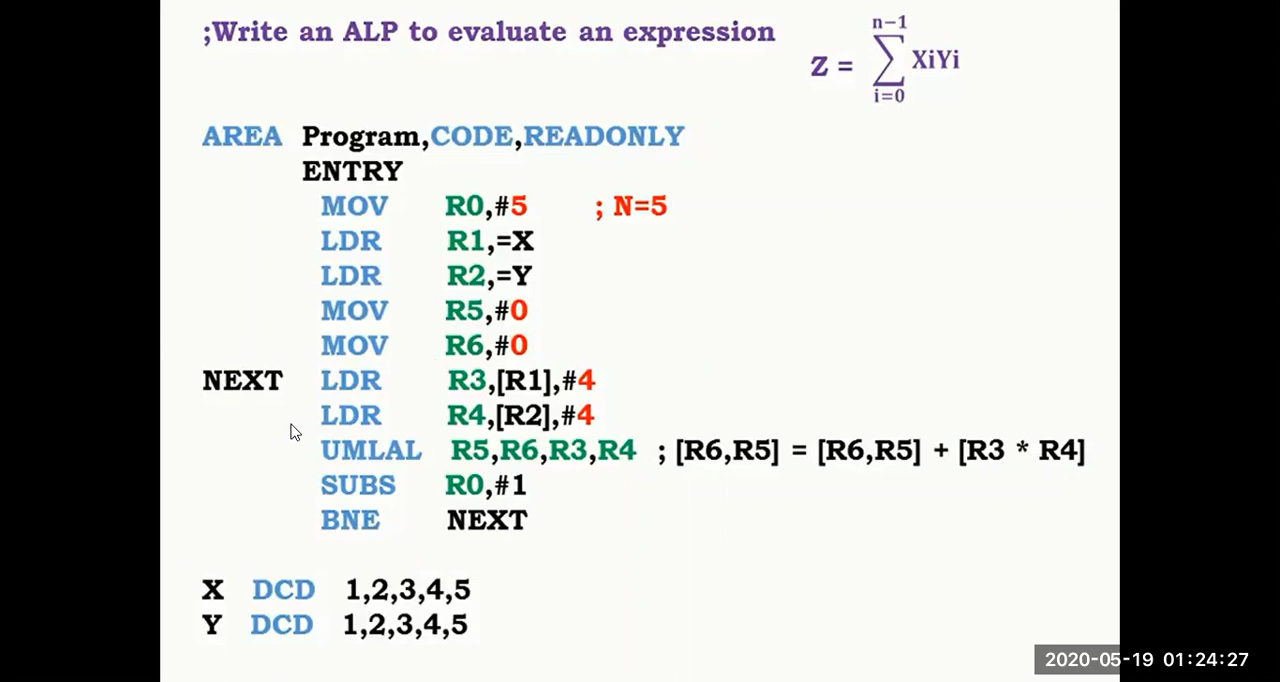 ;Write an ALP to evaluate an expression
n−1
Z = ∑ XiYi
i=0
AREA Program,CODE,READONLY
ENTRY
MOV R0,#5 ; N=5
LDR R1,=X
LDR R2,=Y
MOV R5,#0
MOV R6,#0
NEXT LDR R3,[R1],#4
LDR R4,[R2],#4
UMLAL R5,R6,R3,R4 ; [R6,R5] = [R6,R5] + [R3 * R4]
SUBS R0,#1
BNE NEXT
X DCD 1,2,3,4,5
Y DCD 1,2,3,4,5
2020-05-19 01:24:27